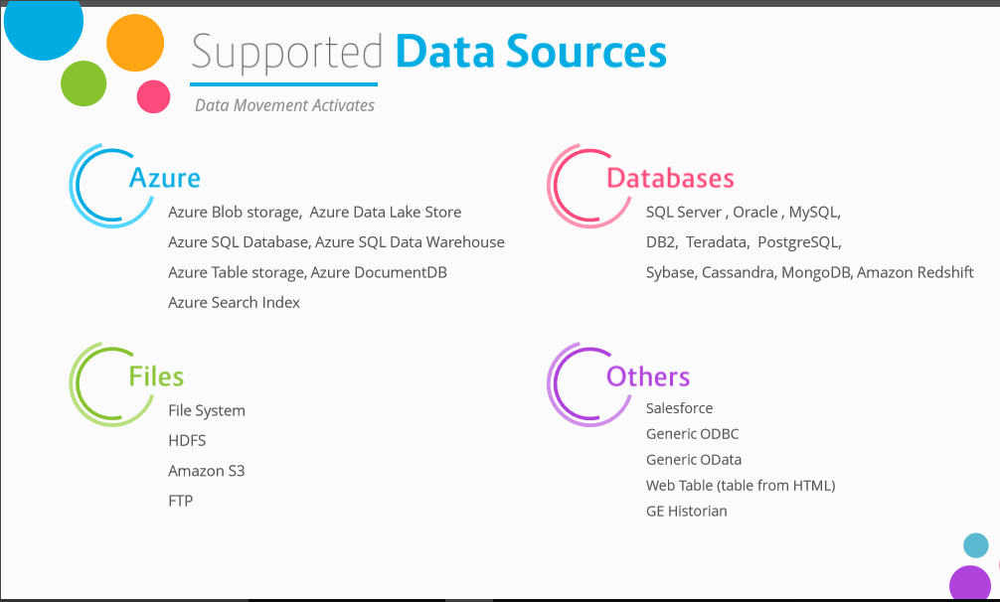 Supported Data Sources
Data Movement Activates
Azure
Azure Blob storage,  Azure Data Lake Store
Azure SQL Database, Azure SQL Data Warehouse
Azure Table storage, Azure DocumentDB
Azure Search Index
Databases
SQL Server , Oracle , MySQL,
DB2,  Teradata,  PostgreSQL,
Sybase, Cassandra, MongoDB, Amazon Redshift
Files
File System
HDFS
Amazon S3
FTP
Others
Salesforce
Generic ODBC
Generic OData
Web Table (table from HTML)
GE Historian